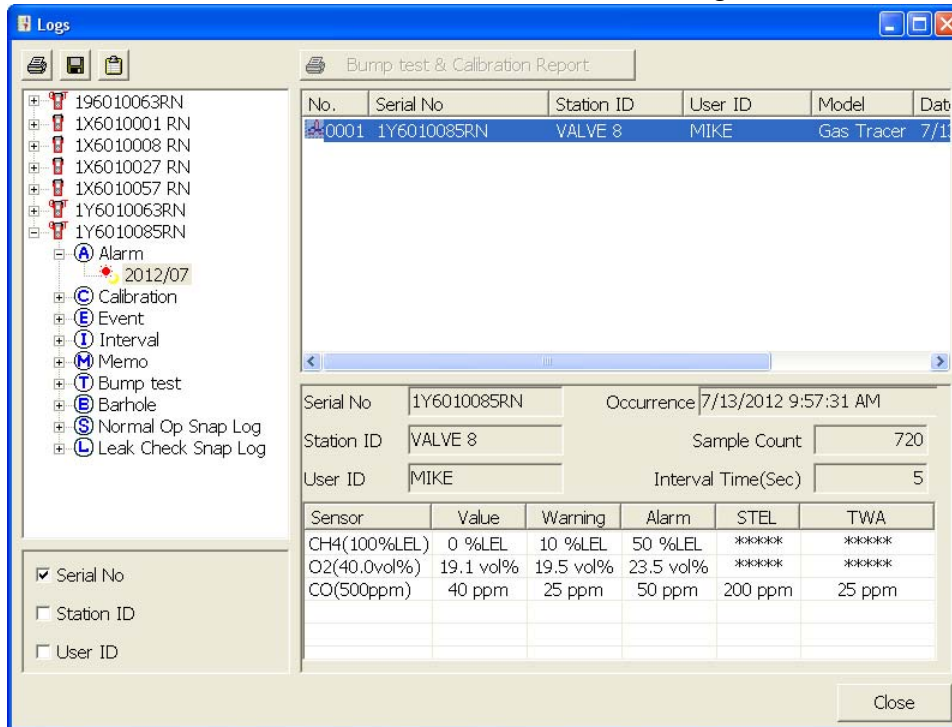 Logs
Bump test & Calibration Report
196010063RN
1X6010001 RN
1X6010008 RN
1X6010027 RN
1X6010057 RN
1Y6010063RN
1Y6010085RN
A Alarm
2012/07
C Calibration
E Event
I Interval
M Memo
T Bump test
B Barhole
S Normal Op Snap Log
L Leak Check Snap Log
Serial No
Station ID
User ID
No. Serial No Station ID User ID Model Dat
0001 1Y6010085RN VALVE 8 MIKE Gas Tracer 7/1
Serial No 1Y6010085RN Occurrence 7/13/2012 9:57:31 AM
Station ID VALVE 8 Sample Count 720
User ID MIKE Interval Time(Sec) 5
Sensor Value Warning Alarm STEL TWA
CH4(100%LEL) 0 %LEL 10 %LEL 50 %LEL ***** *****
O2(40.0vol%) 19.1 vol% 19.5 vol% 23.5 vol% ***** *****
CO(500ppm) 40 ppm 25 ppm 50 ppm 200 ppm 25 ppm
Close